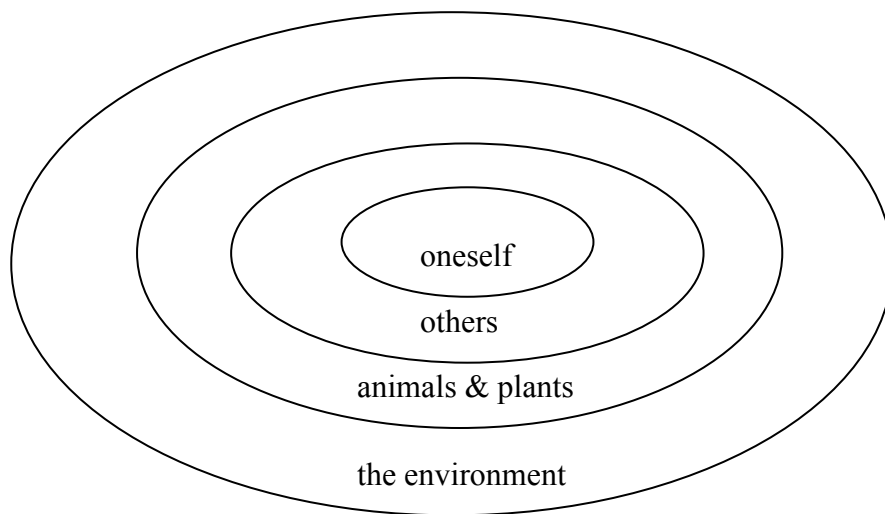 oneself
others
animals & plants
the environment